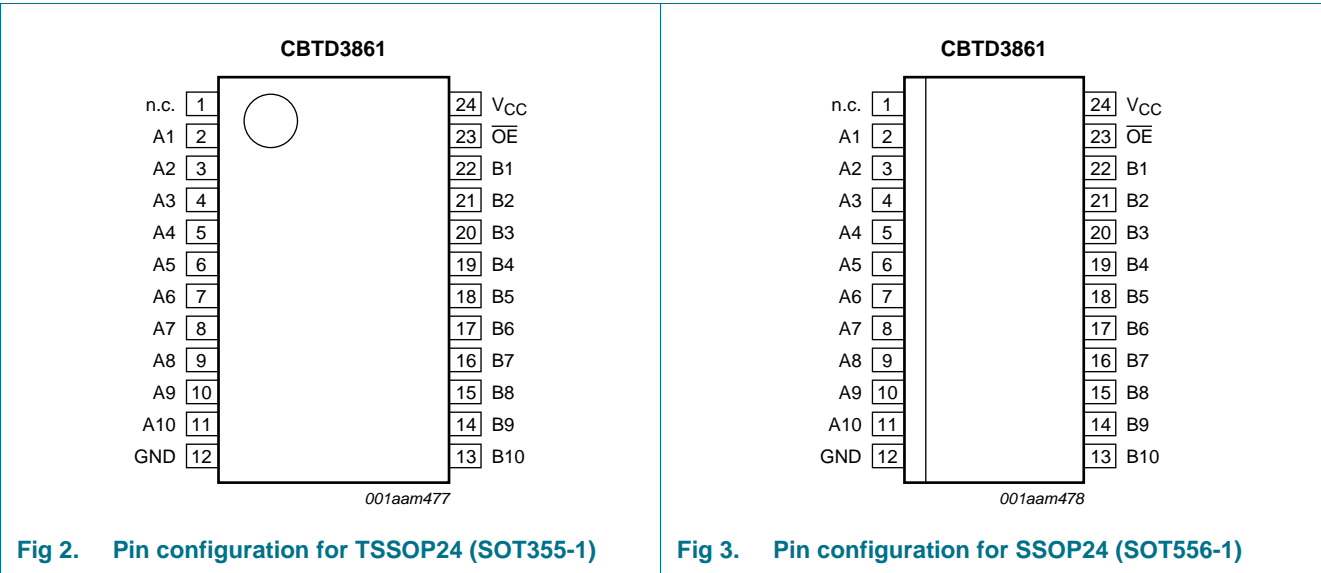 CBTD3861
n.c. 1 24 VCC
A1 2 23 O̅E̅
A2 3 22 B1
A3 4 21 B2
A4 5 20 B3
A5 6 19 B4
A6 7 18 B5
A7 8 17 B6
A8 9 16 B7
A9 10 15 B8
A10 11 14 B9
GND 12 13 B10
001aam477
Fig 2. Pin configuration for TSSOP24 (SOT355-1)
CBTD3861
n.c. 1 24 VCC
A1 2 23 O̅E̅
A2 3 22 B1
A3 4 21 B2
A4 5 20 B3
A5 6 19 B4
A6 7 18 B5
A7 8 17 B6
A8 9 16 B7
A9 10 15 B8
A10 11 14 B9
GND 12 13 B10
001aam478
Fig 3. Pin configuration for SSOP24 (SOT556-1)